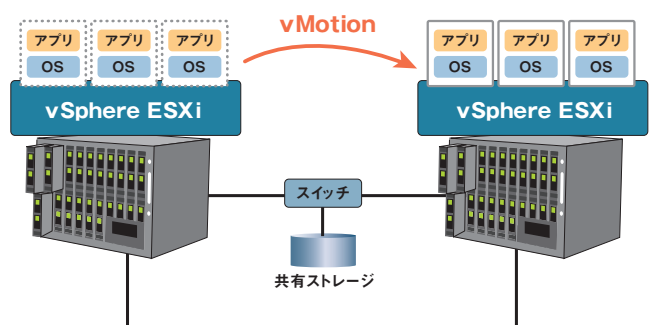 vMotion
アプリ アプリ アプリ
OS OS OS
vSphere ESXi
アプリ アプリ アプリ
OS OS OS
vSphere ESXi
スイッチ
共有ストレージ